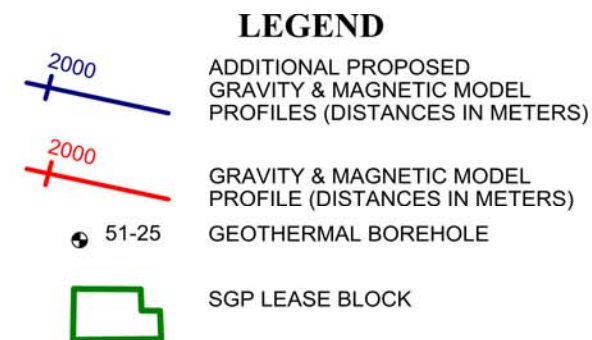 LEGEND
2000
ADDITIONAL PROPOSED
GRAVITY & MAGNETIC MODEL
PROFILES (DISTANCES IN METERS)
2000
GRAVITY & MAGNETIC MODEL
PROFILE (DISTANCES IN METERS)
51-25 GEOTHERMAL BOREHOLE
SGP LEASE BLOCK